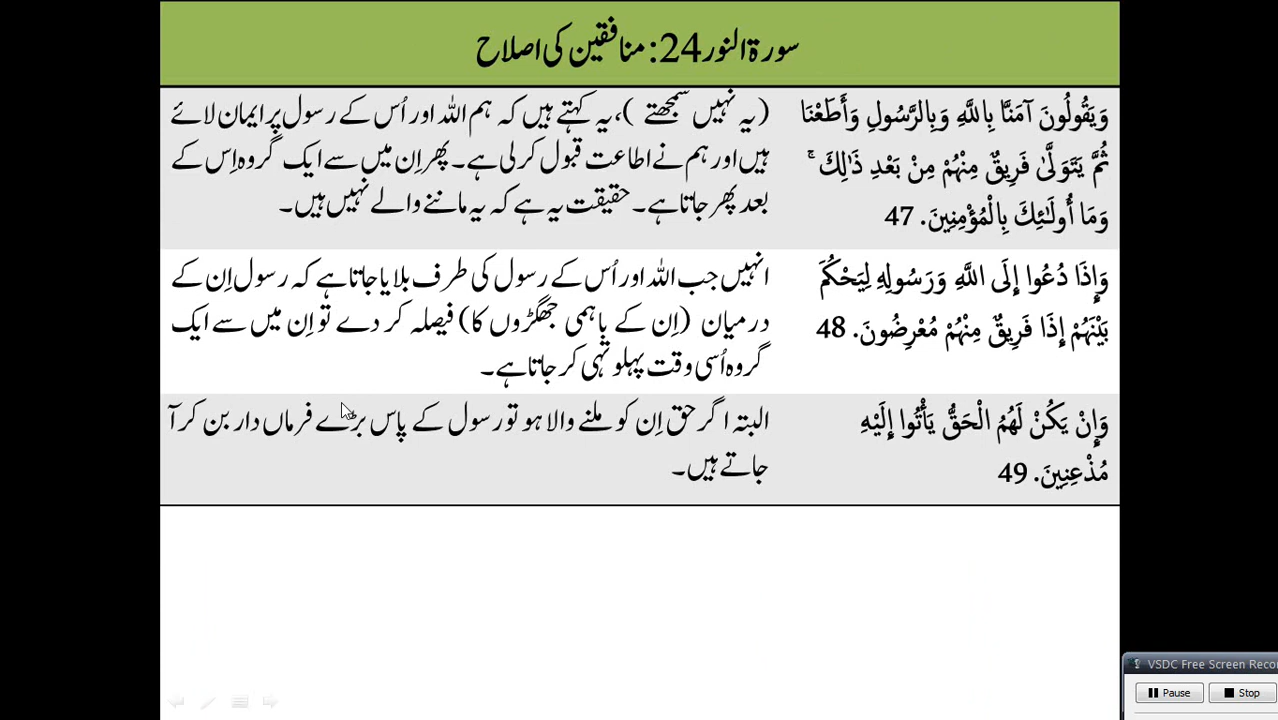 سورۃ النور 24: منافقین کی اصلاح
وَيَقُولُونَ آمَنَّا بِاللَّهِ وَبِالرَّسُولِ وَأَطَعْنَا
ثُمَّ يَتَوَلَّىٰ فَرِيقٌ مِنْهُمْ مِنْ بَعْدِ ذَٰلِكَ ۚ
وَمَا أُولَٰئِكَ بِالْمُؤْمِنِينَ. 47
(یہ نہیں سمجھتے )، یہ کہتے ہیں کہ ہم اللہ اور اُس کے رسول پر ایمان لائے
ہیں اور ہم نے اطاعت قبول کر لی ہے۔ پھر اِن میں سے ایک گروہ اِس کے
بعد پھر جاتا ہے۔ حقیقت یہ ہے کہ یہ ماننے والے نہیں ہیں۔
وَإِذَا دُعُوا إِلَى اللَّهِ وَرَسُولِهِ لِيَحْكُمَ
بَيْنَهُمْ إِذَا فَرِيقٌ مِنْهُمْ مُعْرِضُونَ. 48
انہیں جب اللہ اور اُس کے رسول کی طرف بلایا جاتا ہے کہ رسول اِن کے
درمیان (اِن کے باہمی جھگڑوں کا) فیصلہ کر دے تو اِن میں سے ایک
گروہ اُسی وقت پہلو تہی کر جاتا ہے۔
وَإِنْ يَكُنْ لَهُمُ الْحَقُّ يَأْتُوا إِلَيْهِ
مُذْعِنِينَ. 49
البتہ اگر حق اِن کو ملنے والا ہو تو رسول کے پاس بڑے فرماں دار بن کر آ
جاتے ہیں۔
VSDC Free Screen Reco
Pause
Stop